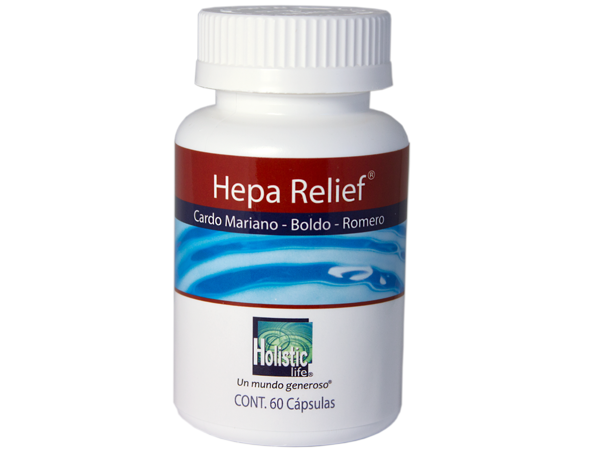 Hepa Relief®
Cardo Mariano - Boldo - Romero
Holistic
life®
Un mundo generoso®
CONT. 60 Cápsulas